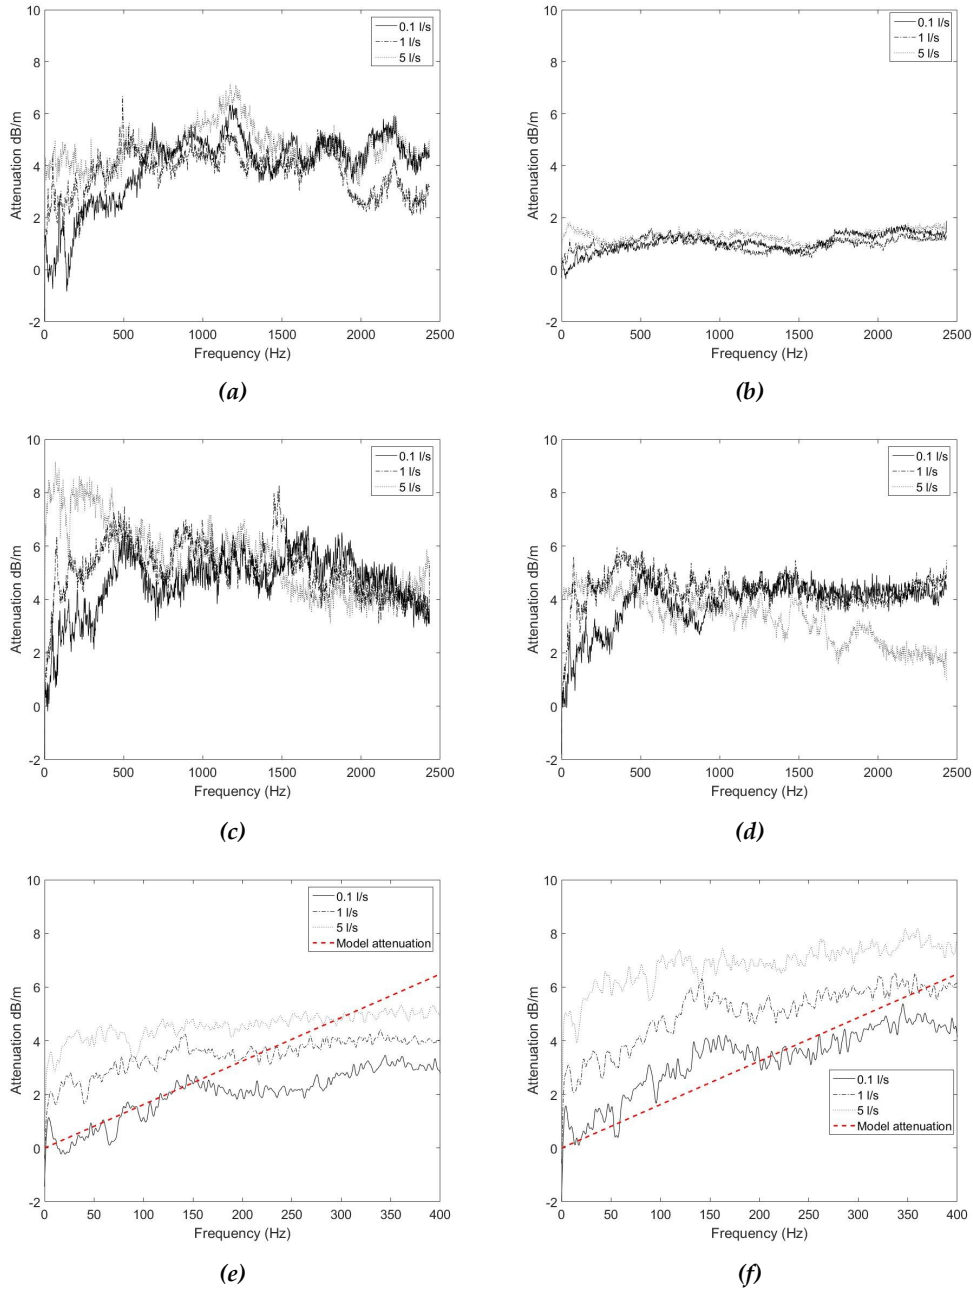 10
8
6
4
2
0
-2
Attenuation dB/m
0 500 1000 1500 2000 2500
Frequency (Hz)
0.1 l/s
1 l/s
5 l/s
(a)
10
8
6
4
2
0
-2
Attenuation dB/m
0 500 1000 1500 2000 2500
Frequency (Hz)
0.1 l/s
1 l/s
5 l/s
(b)
10
8
6
4
2
0
-2
Attenuation dB/m
0 500 1000 1500 2000 2500
Frequency (Hz)
0.1 l/s
1 l/s
5 l/s
(c)
10
8
6
4
2
0
-2
Attenuation dB/m
0 500 1000 1500 2000 2500
Frequency (Hz)
0.1 l/s
1 l/s
5 l/s
(d)
10
8
6
4
2
0
-2
Attenuation dB/m
0 50 100 150 200 250 300 350 400
Frequency (Hz)
0.1 l/s
1 l/s
5 l/s
Model attenuation
(e)
10
8
6
4
2
0
-2
Attenuation dB/m
0 50 100 150 200 250 300 350 400
Frequency (Hz)
0.1 l/s
1 l/s
5 l/s
Model attenuation
(f)